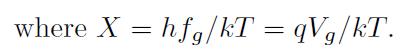 where X = hf_g/kT = qV_g/kT.